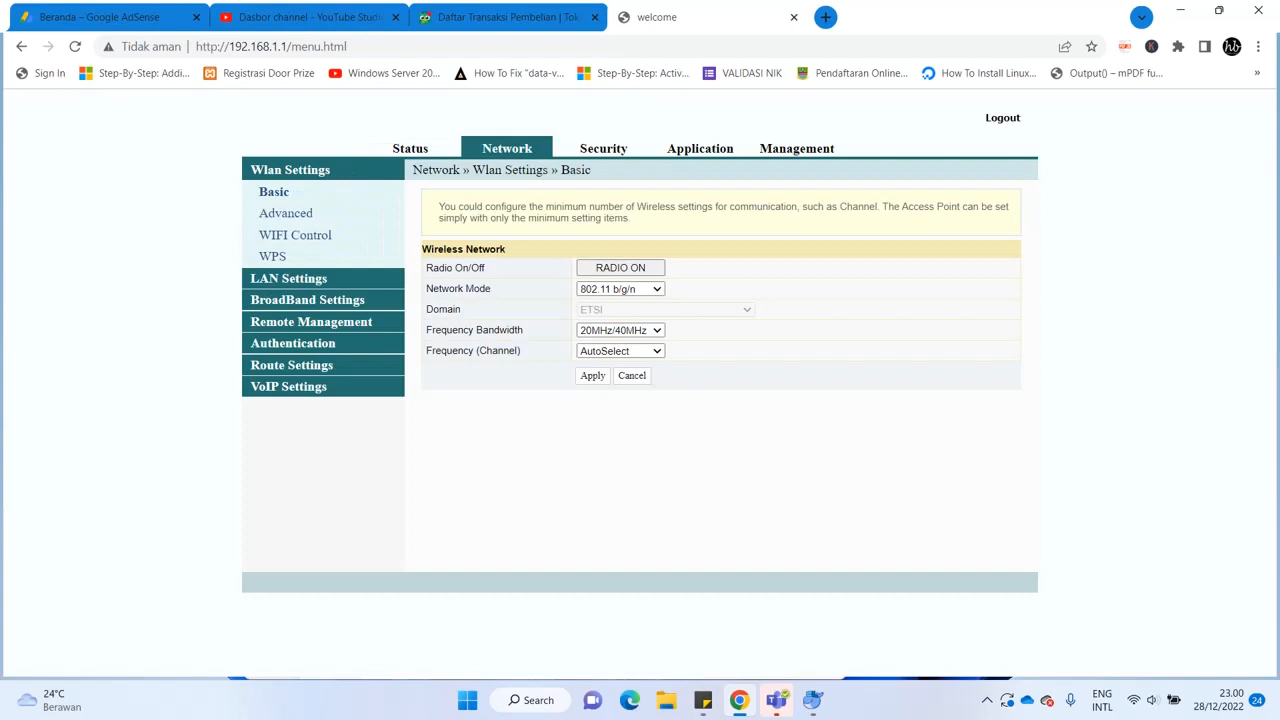 Beranda – Google AdSense
Dasbor channel - YouTube Studi
Daftar Transaksi Pembelian | Tok
welcome
Tidak aman
http://192.168.1.1/menu.html
Sign In
Step-By-Step: Addi...
Registrasi Door Prize
Windows Server 20...
How To Fix "data-v...
Step-By-Step: Activ...
VALIDASI NIK
Pendaftaran Online...
How To Install Linux...
Output() – mPDF fu...
»
Logout
Status
Network
Security
Application
Management
Wlan Settings
Network » Wlan Settings » Basic
Basic
Advanced
WIFI Control
WPS
LAN Settings
BroadBand Settings
Remote Management
Authentication
Route Settings
VoIP Settings
You could configure the minimum number of Wireless settings for communication, such as Channel. The Access Point can be set
simply with only the minimum setting items.
Wireless Network
Radio On/Off RADIO ON
Network Mode 802.11 b/g/n
Domain ETSI
Frequency Bandwidth 20MHz/40MHz
Frequency (Channel) AutoSelect
Apply Cancel
24°C
Berawan
Search
ENG
INTL
23.00
28/12/2022
24